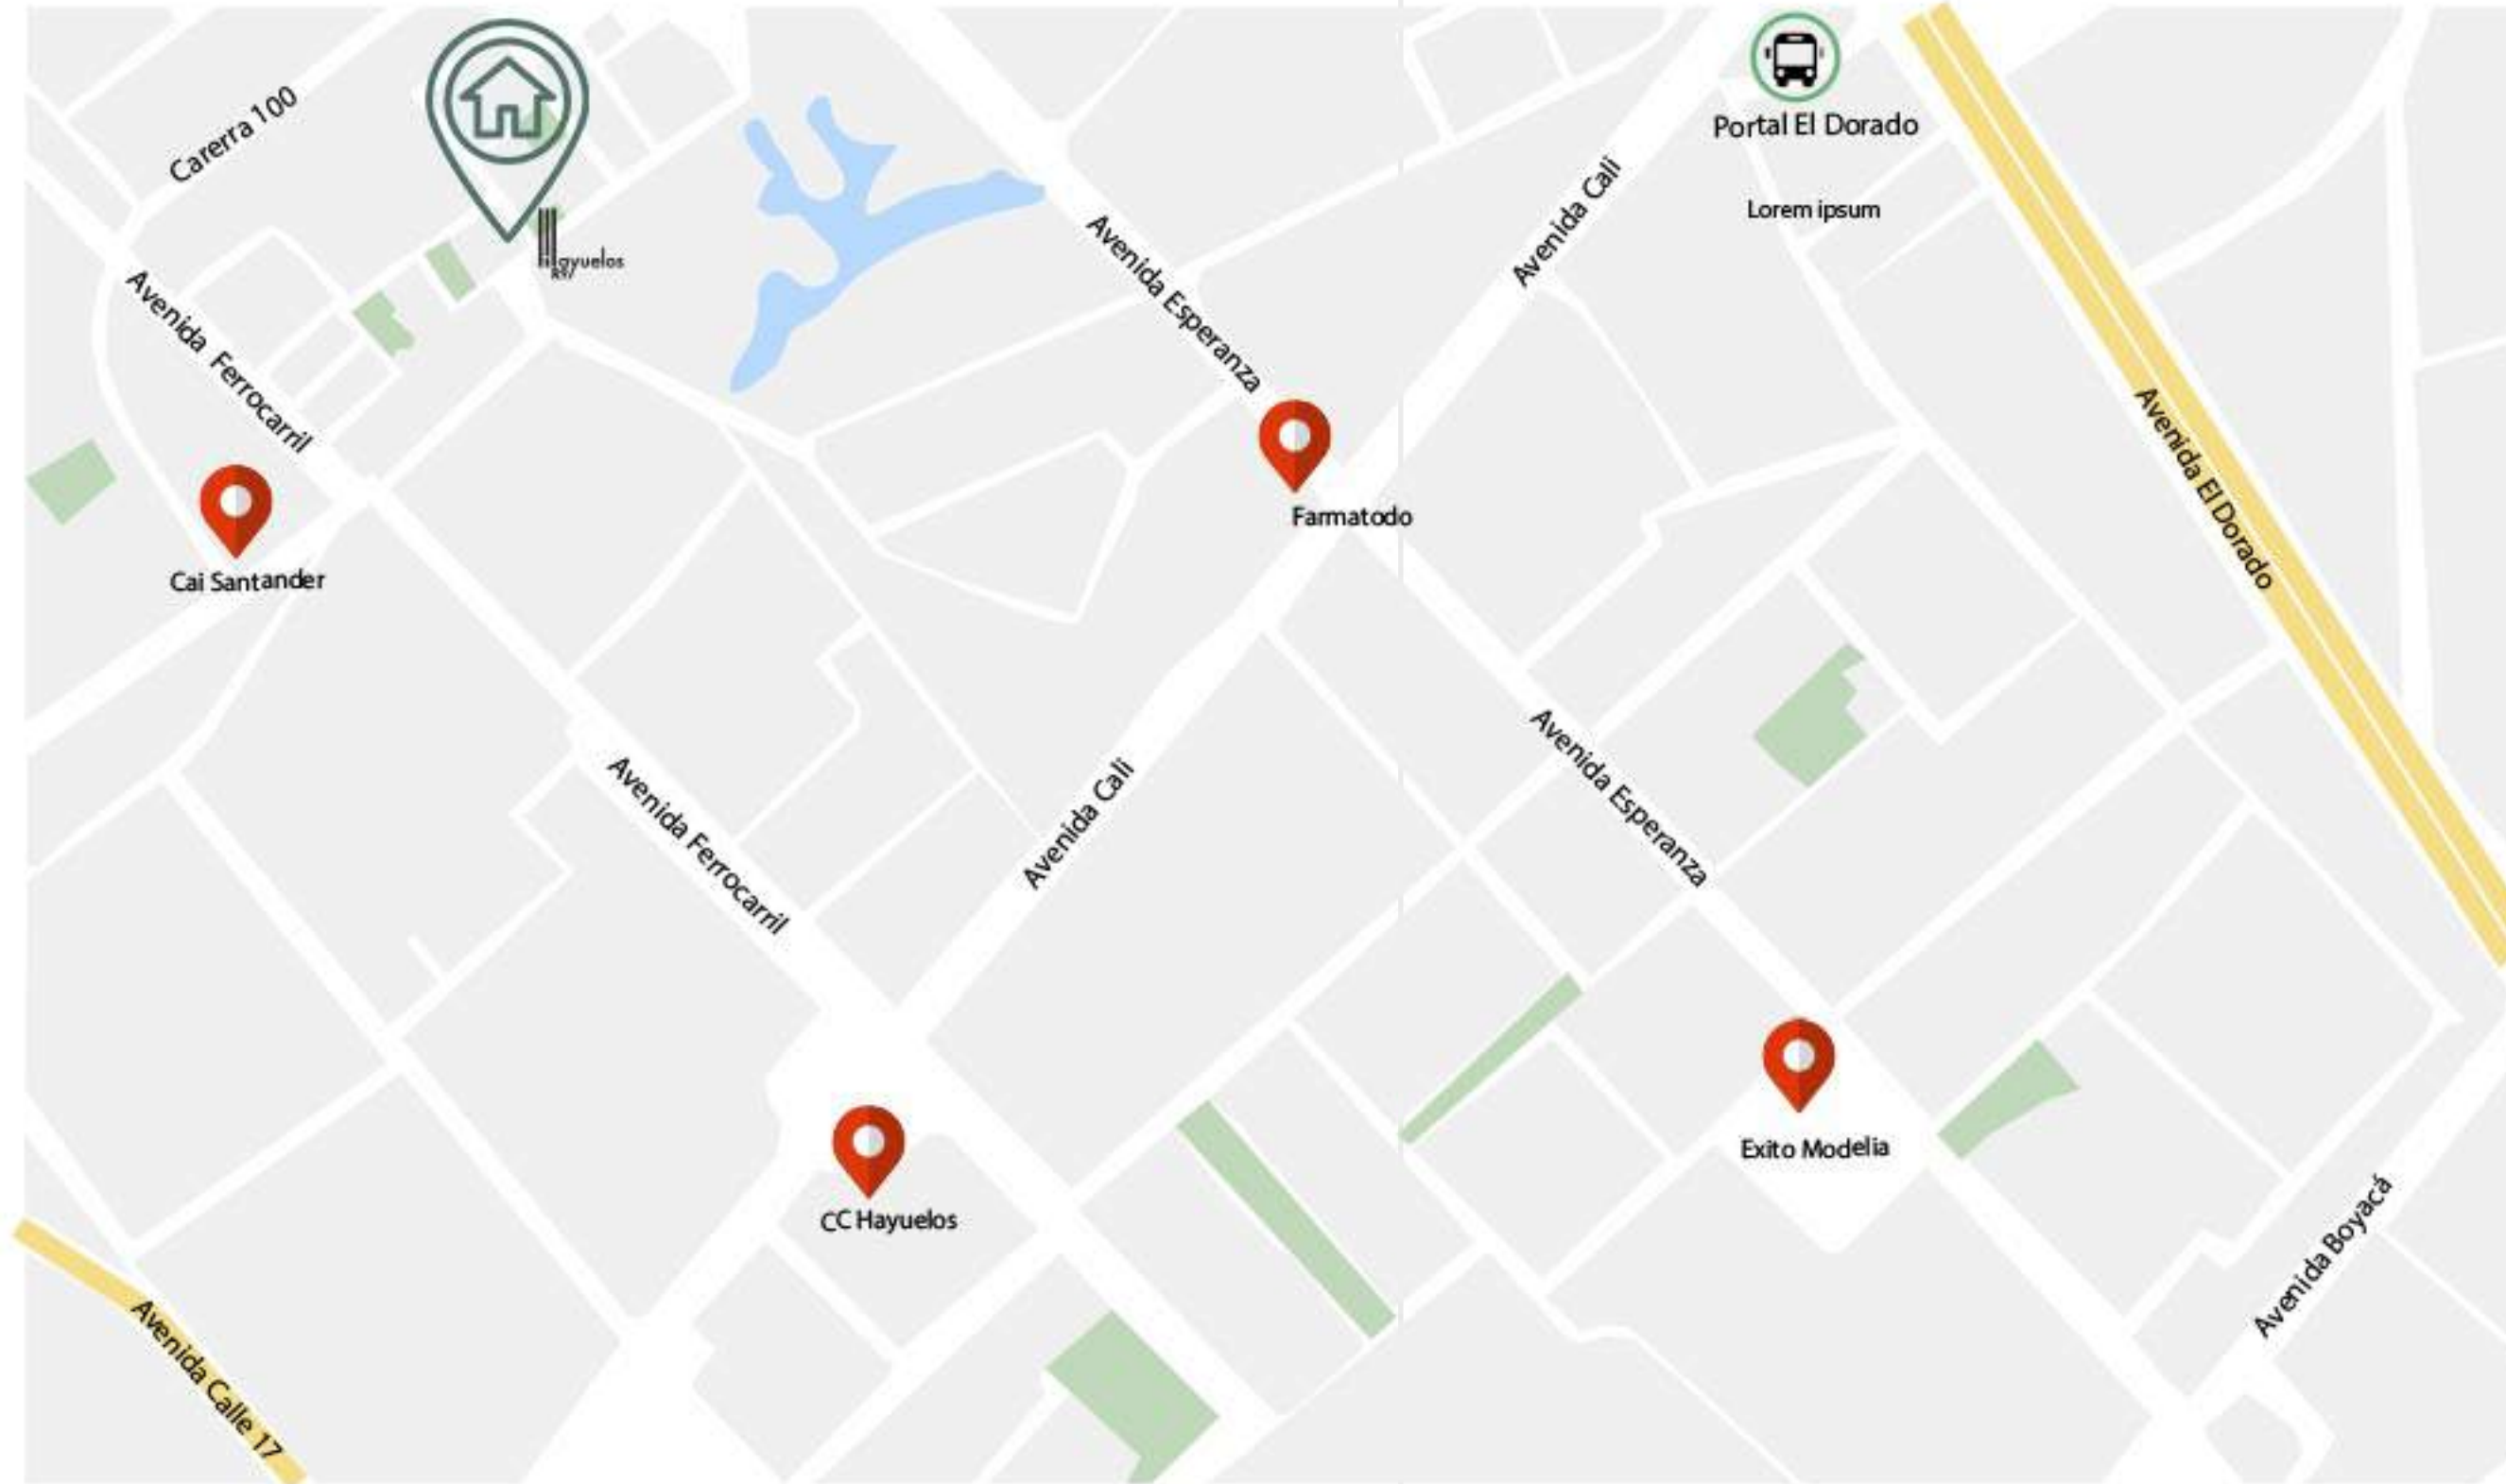 Carerra 100
Portal El Dorado
Lorem ipsum
Avenida Cali
Avenida Esperanza
Hayuelos
Avenida Ferrocarril
Avenida El Dorado
Farmatodo
Cai Santander
Avenida Esperanza
Avenida Ferrocarril
Avenida Cali
Exito Modelia
CC Hayuelos
Avenida Boyacá
Avenida Calle 17